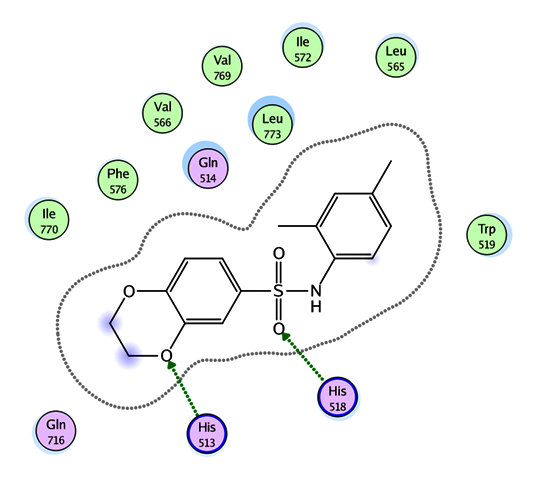 Ile
572
Leu
565
Val
769
Val
566
Leu
773
Gln
514
Phe
576
Ile
770
Trp
519
O
O
S
N
H
O
O
His
518
Gln
716
His
513